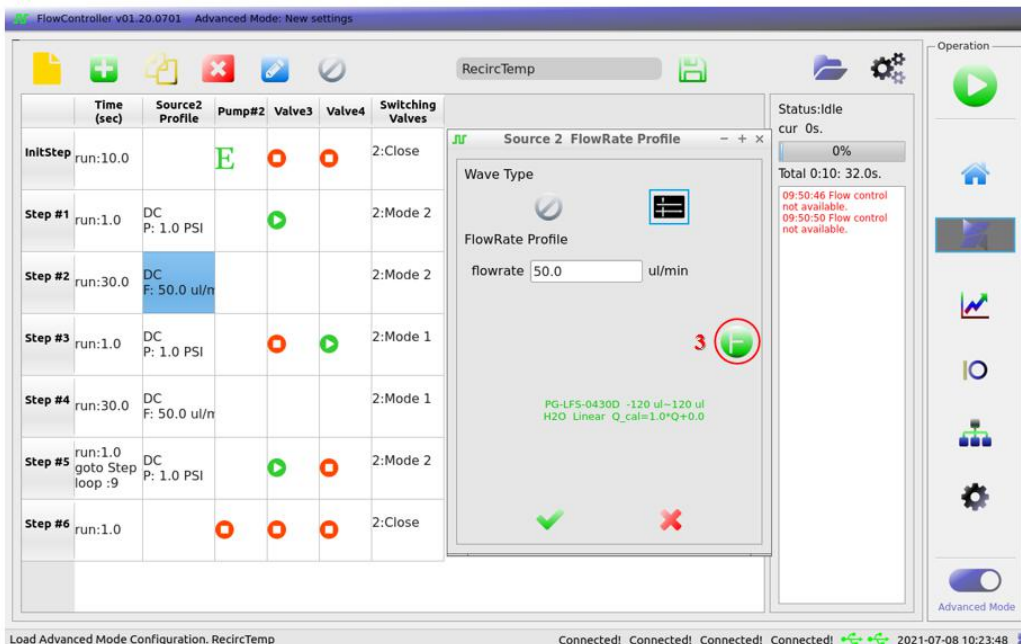 FlowController v01.20.0701 Advanced Mode: New settings
Operation
RecircTemp
Time (sec)
Source2 Profile
Pump#2
Valve3
Valve4
Switching Valves
InitStep
run:10.0
E
2:Close
Step #1
run:1.0
DC
P: 1.0 PSI
2:Mode 2
Step #2
run:30.0
DC
F: 50.0 ul/m
2:Mode 2
Step #3
run:1.0
DC
P: 1.0 PSI
2:Mode 1
Step #4
run:30.0
DC
F: 50.0 ul/m
2:Mode 1
Step #5
run:1.0
goto Step
loop :9
DC
P: 1.0 PSI
2:Mode 2
Step #6
run:1.0
2:Close
Source 2 FlowRate Profile
Wave Type
FlowRate Profile
flowrate 50.0 ul/min
3
F
PG-LFS-0430D -120 ul~120 ul
H2O Linear Q_cal=1.0*Q+0.0
Status:Idle
cur 0s.
0%
Total 0:10: 32.0s.
09:50:46 Flow control
not available.
09:50:50 Flow control
not available.
Advanced Mode
Load Advanced Mode Configuration. RecircTemp
Connected! Connected! Connected! Connected! 2021-07-08 10:23:48